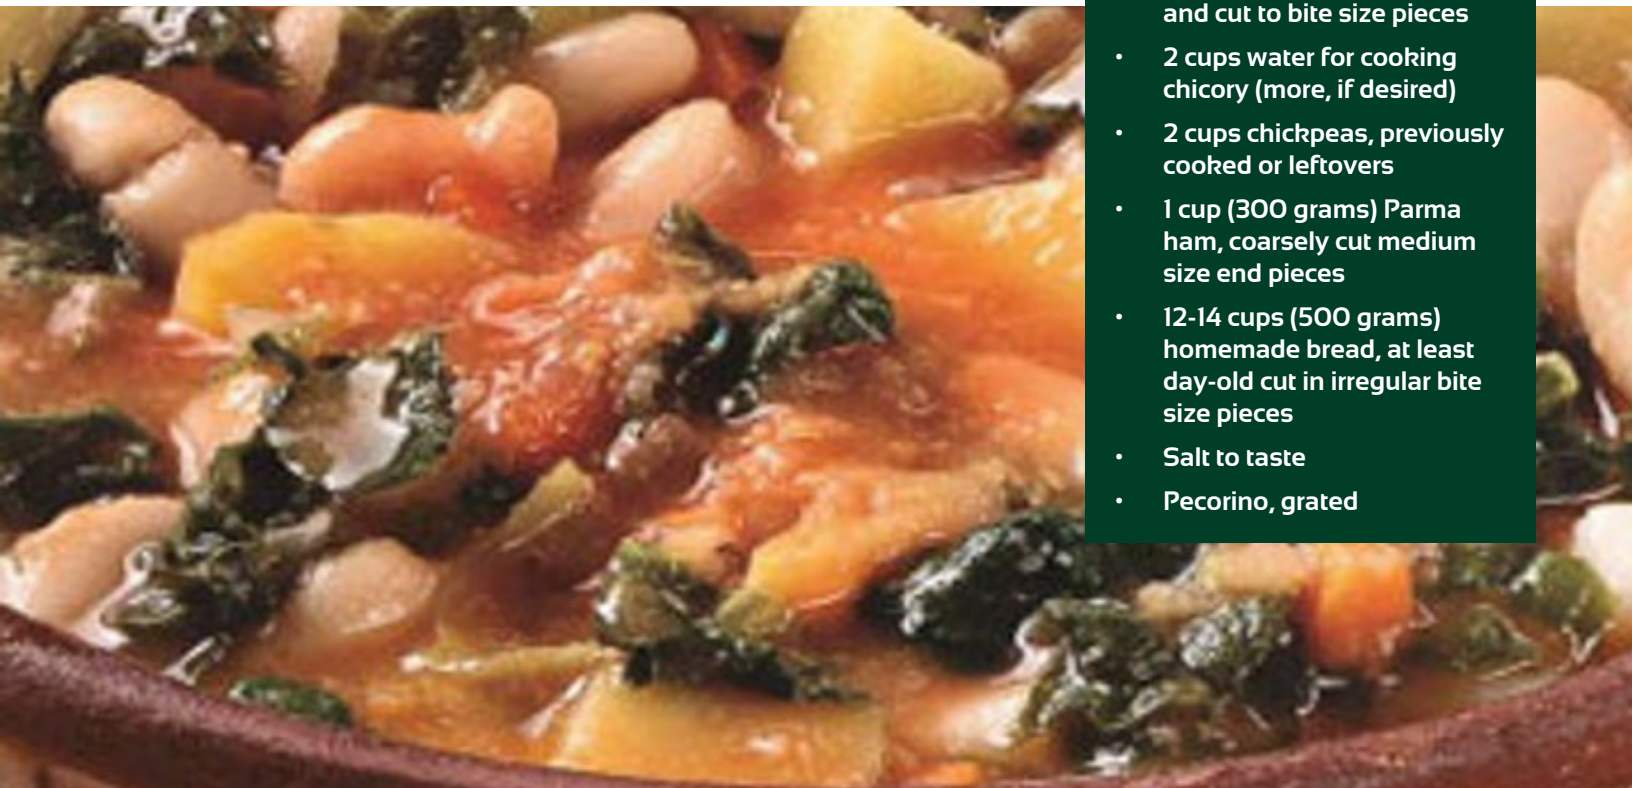 and cut to bite size pieces
• 2 cups water for cooking
chicory (more, if desired)
• 2 cups chickpeas, previously
cooked or leftovers
• 1 cup (300 grams) Parma
ham, coarsely cut medium
size end pieces
• 12-14 cups (500 grams)
homemade bread, at least
day-old cut in irregular bite
size pieces
• Salt to taste
• Pecorino, grated